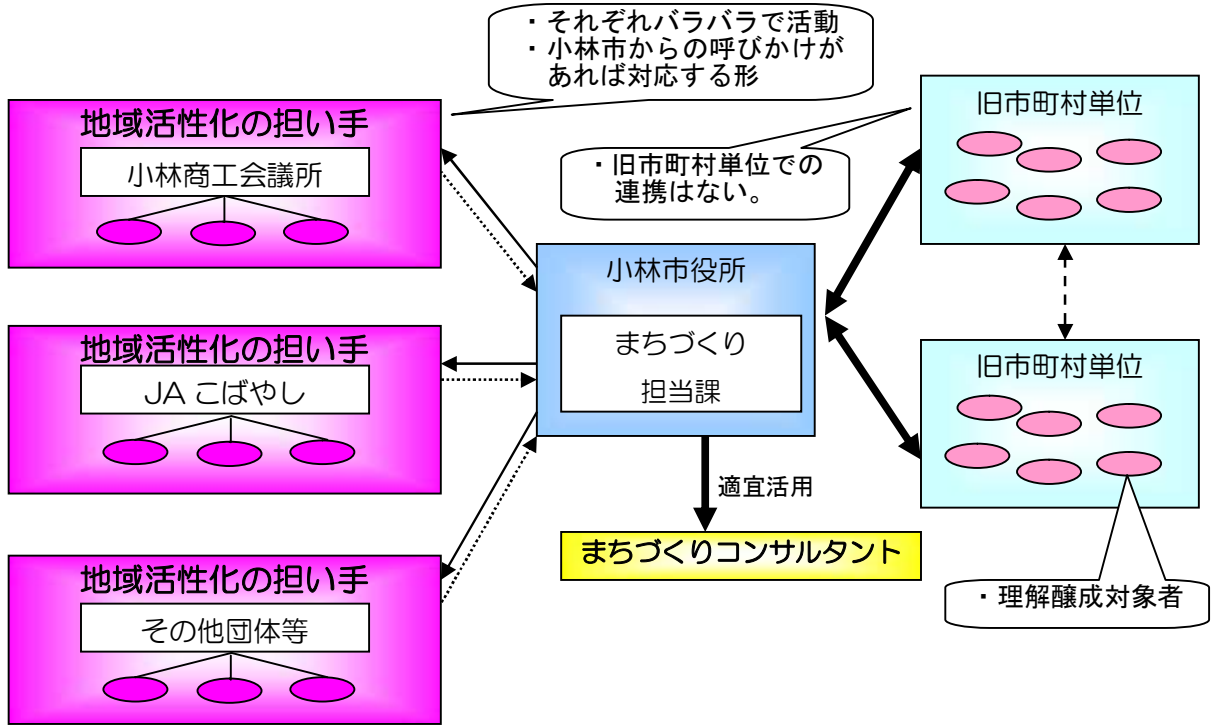 ・それぞれバラバラで活動
・小林市からの呼びかけが
あれば対応する形
地域活性化の担い手
小林商工会議所
旧市町村単位
・旧市町村単位での
連携はない。
小林市役所
まちづくり
担当課
地域活性化の担い手
JAこばやし
旧市町村単位
適宜活用
まちづくりコンサルタント
地域活性化の担い手
その他団体等
・理解醸成対象者